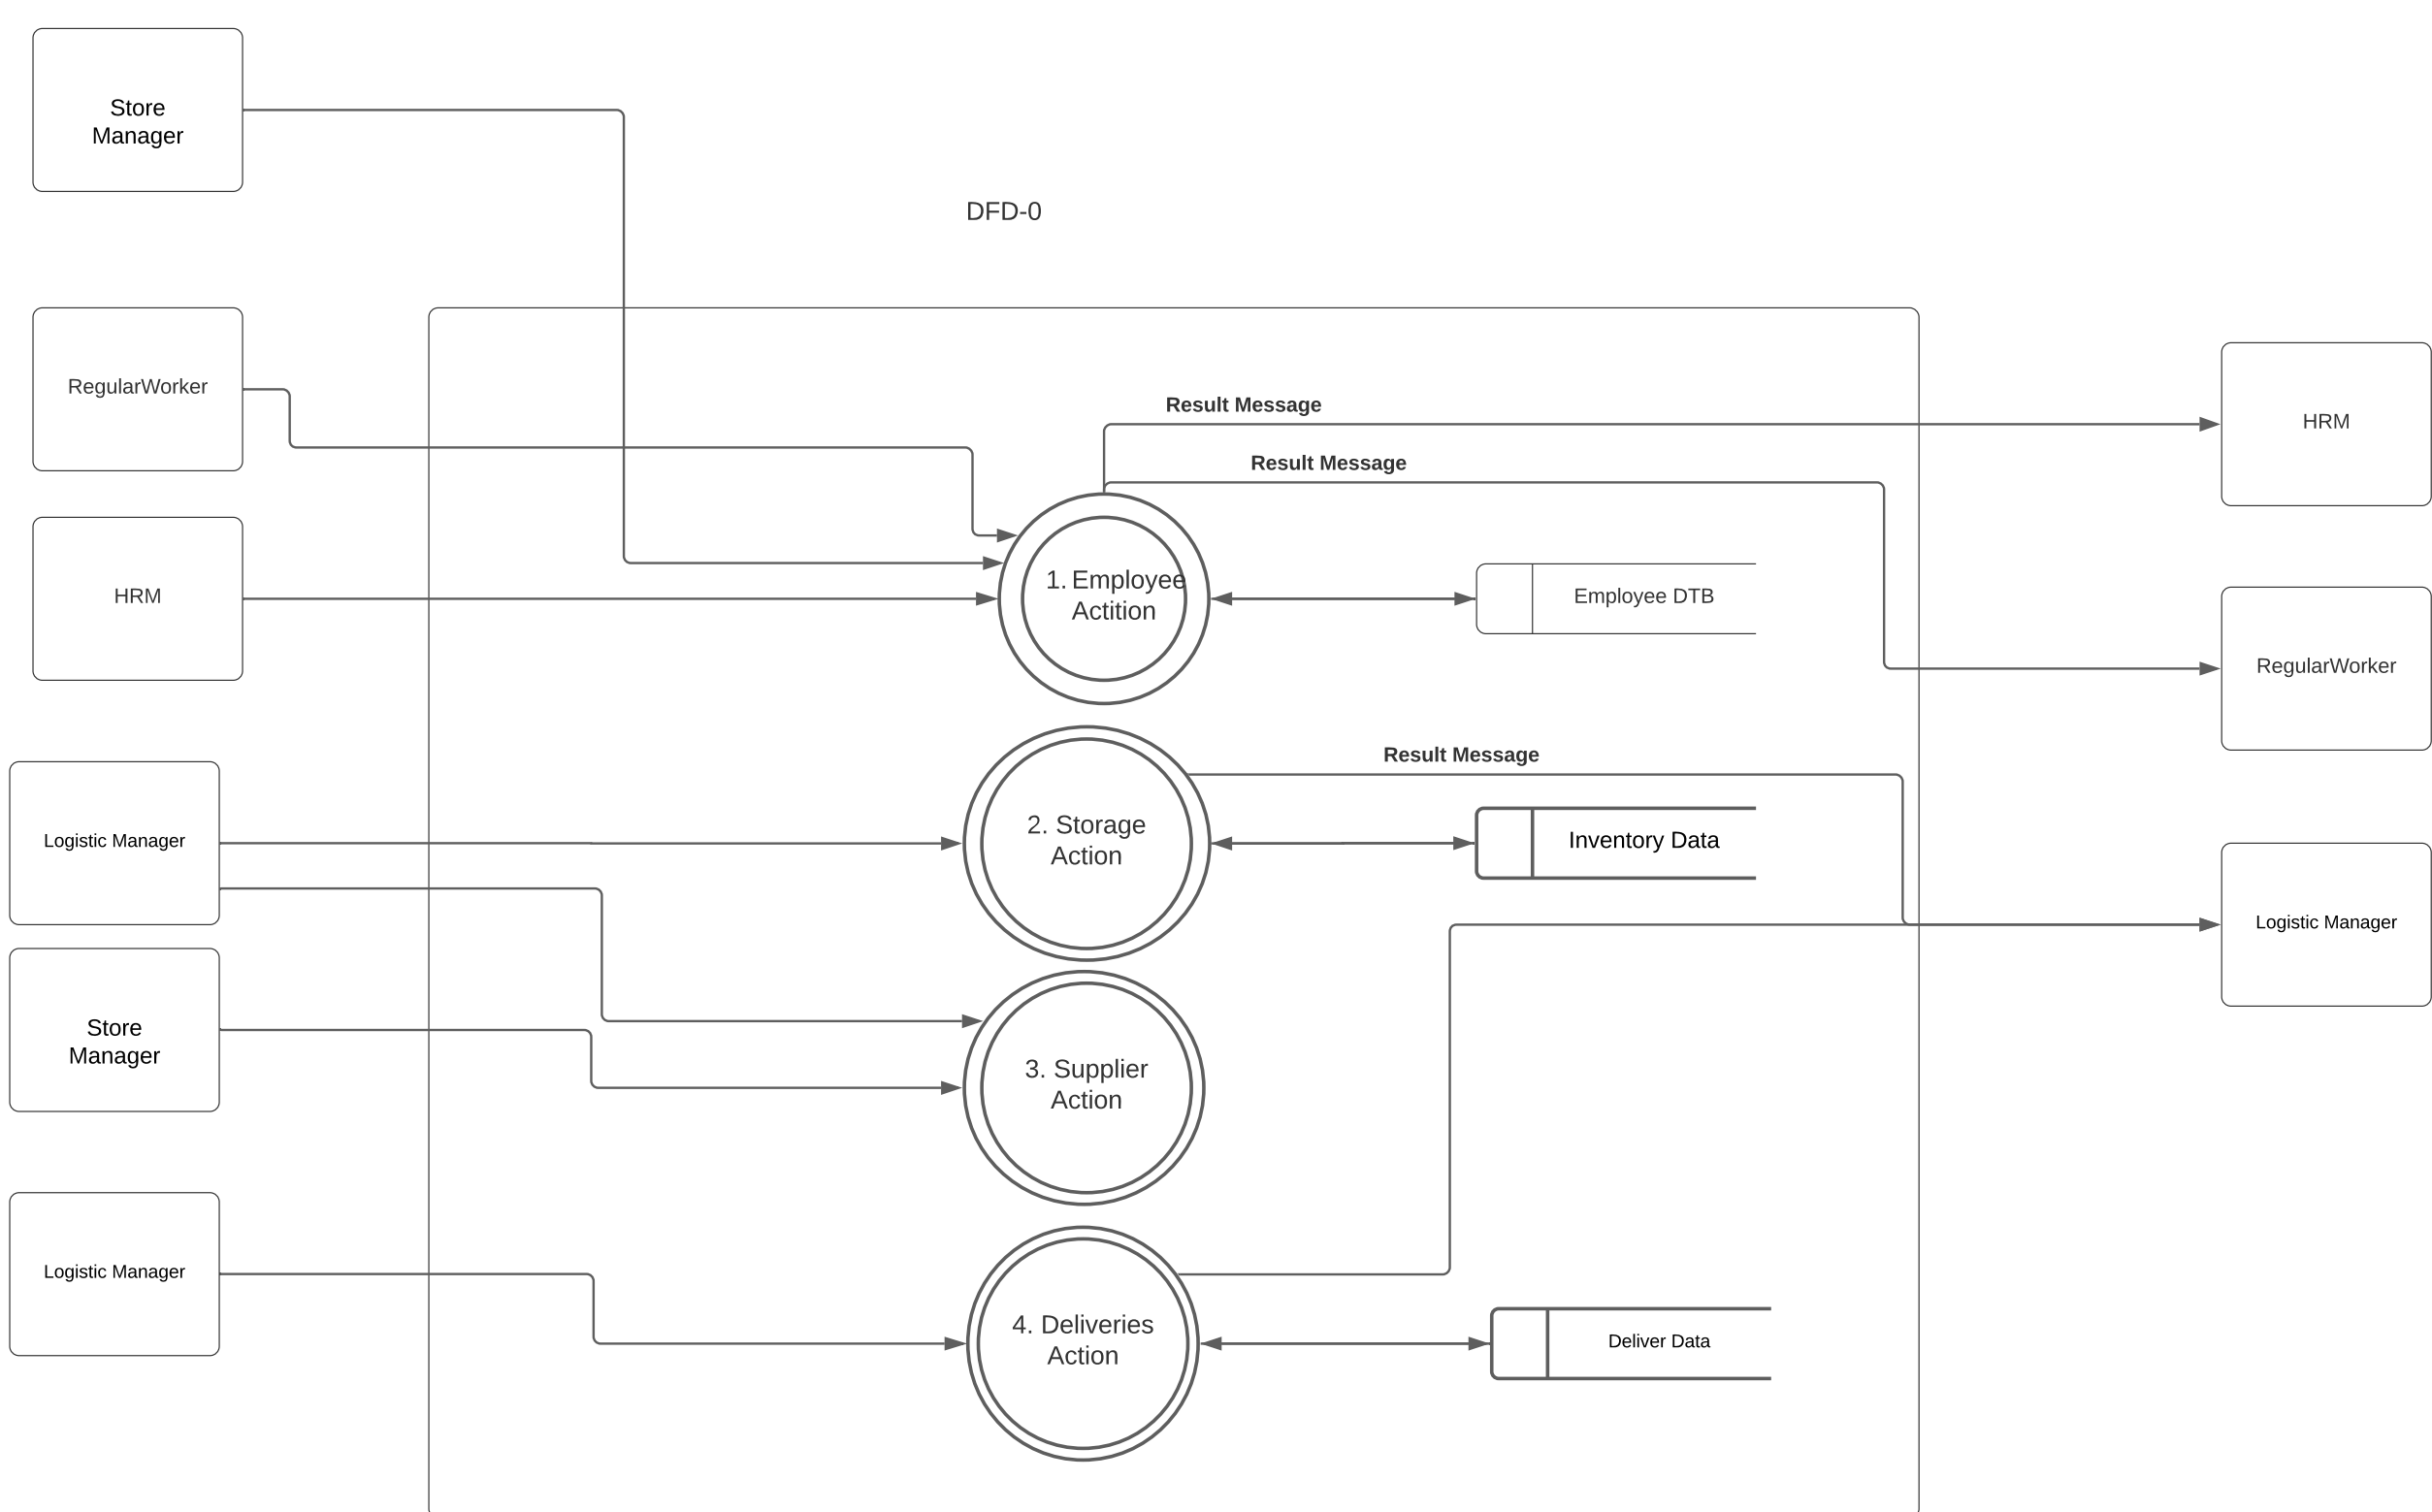 Store
Manager
DFD-0
RegularWorker
Result Message
HRM
Result Message
HRM
1. Employee
Actition
Employee DTB
RegularWorker
Result Message
Logistic Manager
2. Storage
Action
Inventory Data
Logistic Manager
Store
Manager
3. Supplier
Action
Logistic Manager
4. Deliveries
Action
Deliver Data